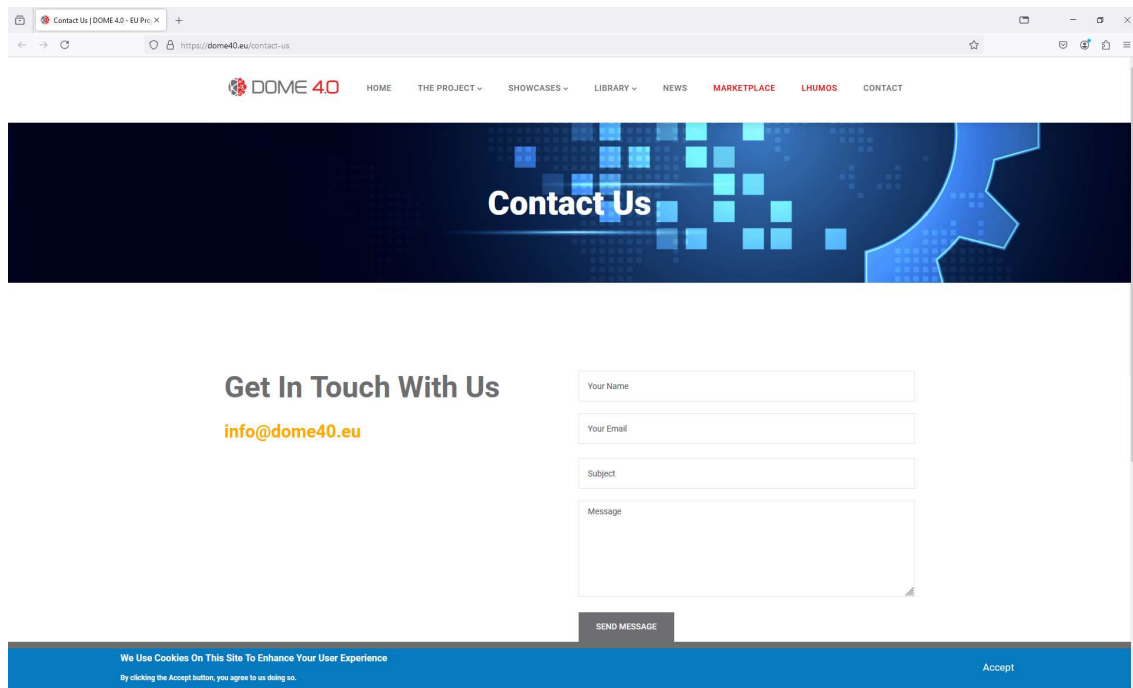 Contact Us | DOME 4.0 - EU Proj
https://dome40.eu/contact-us
DOME 4.0 HOME THE PROJECT SHOWCASES LIBRARY NEWS MARKETPLACE LHUMOS CONTACT
Contact Us
Get In Touch With Us
info@dome40.eu
Your Name
Your Email
Subject
Message
SEND MESSAGE
We Use Cookies On This Site To Enhance Your User Experience
By clicking the Accept button, you agree to us doing so.
Accept